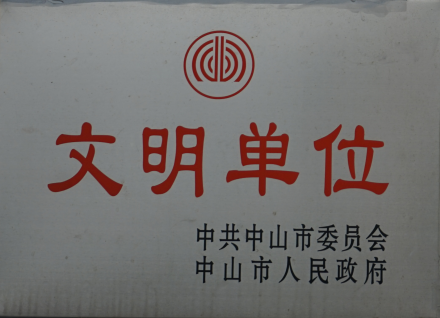 文明单位
中共中山市委员会
中山市人民政府